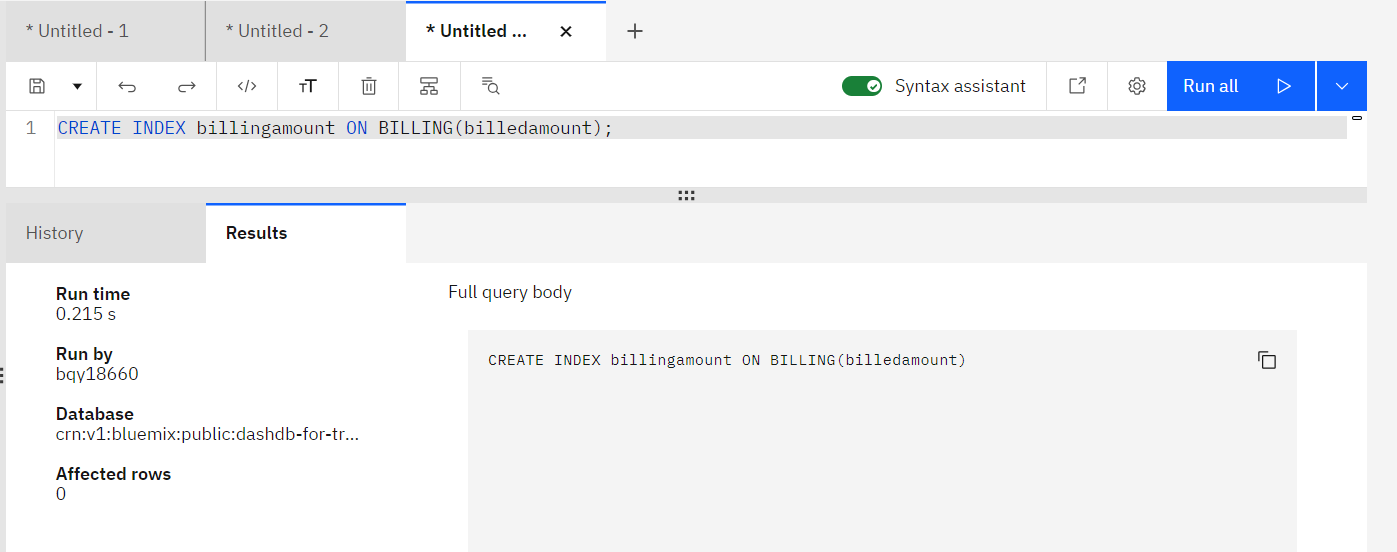 * Untitled - 1
* Untitled - 2
* Untitled ...
Syntax assistant
Run all
1 CREATE INDEX billingamount ON BILLING(billedamount);
History
Results
Run time
0.215 s
Run by
bqy18660
Database
crn:v1:bluemix:public:dashdb-for-tr...
Affected rows
0
Full query body
CREATE INDEX billingamount ON BILLING(billedamount)